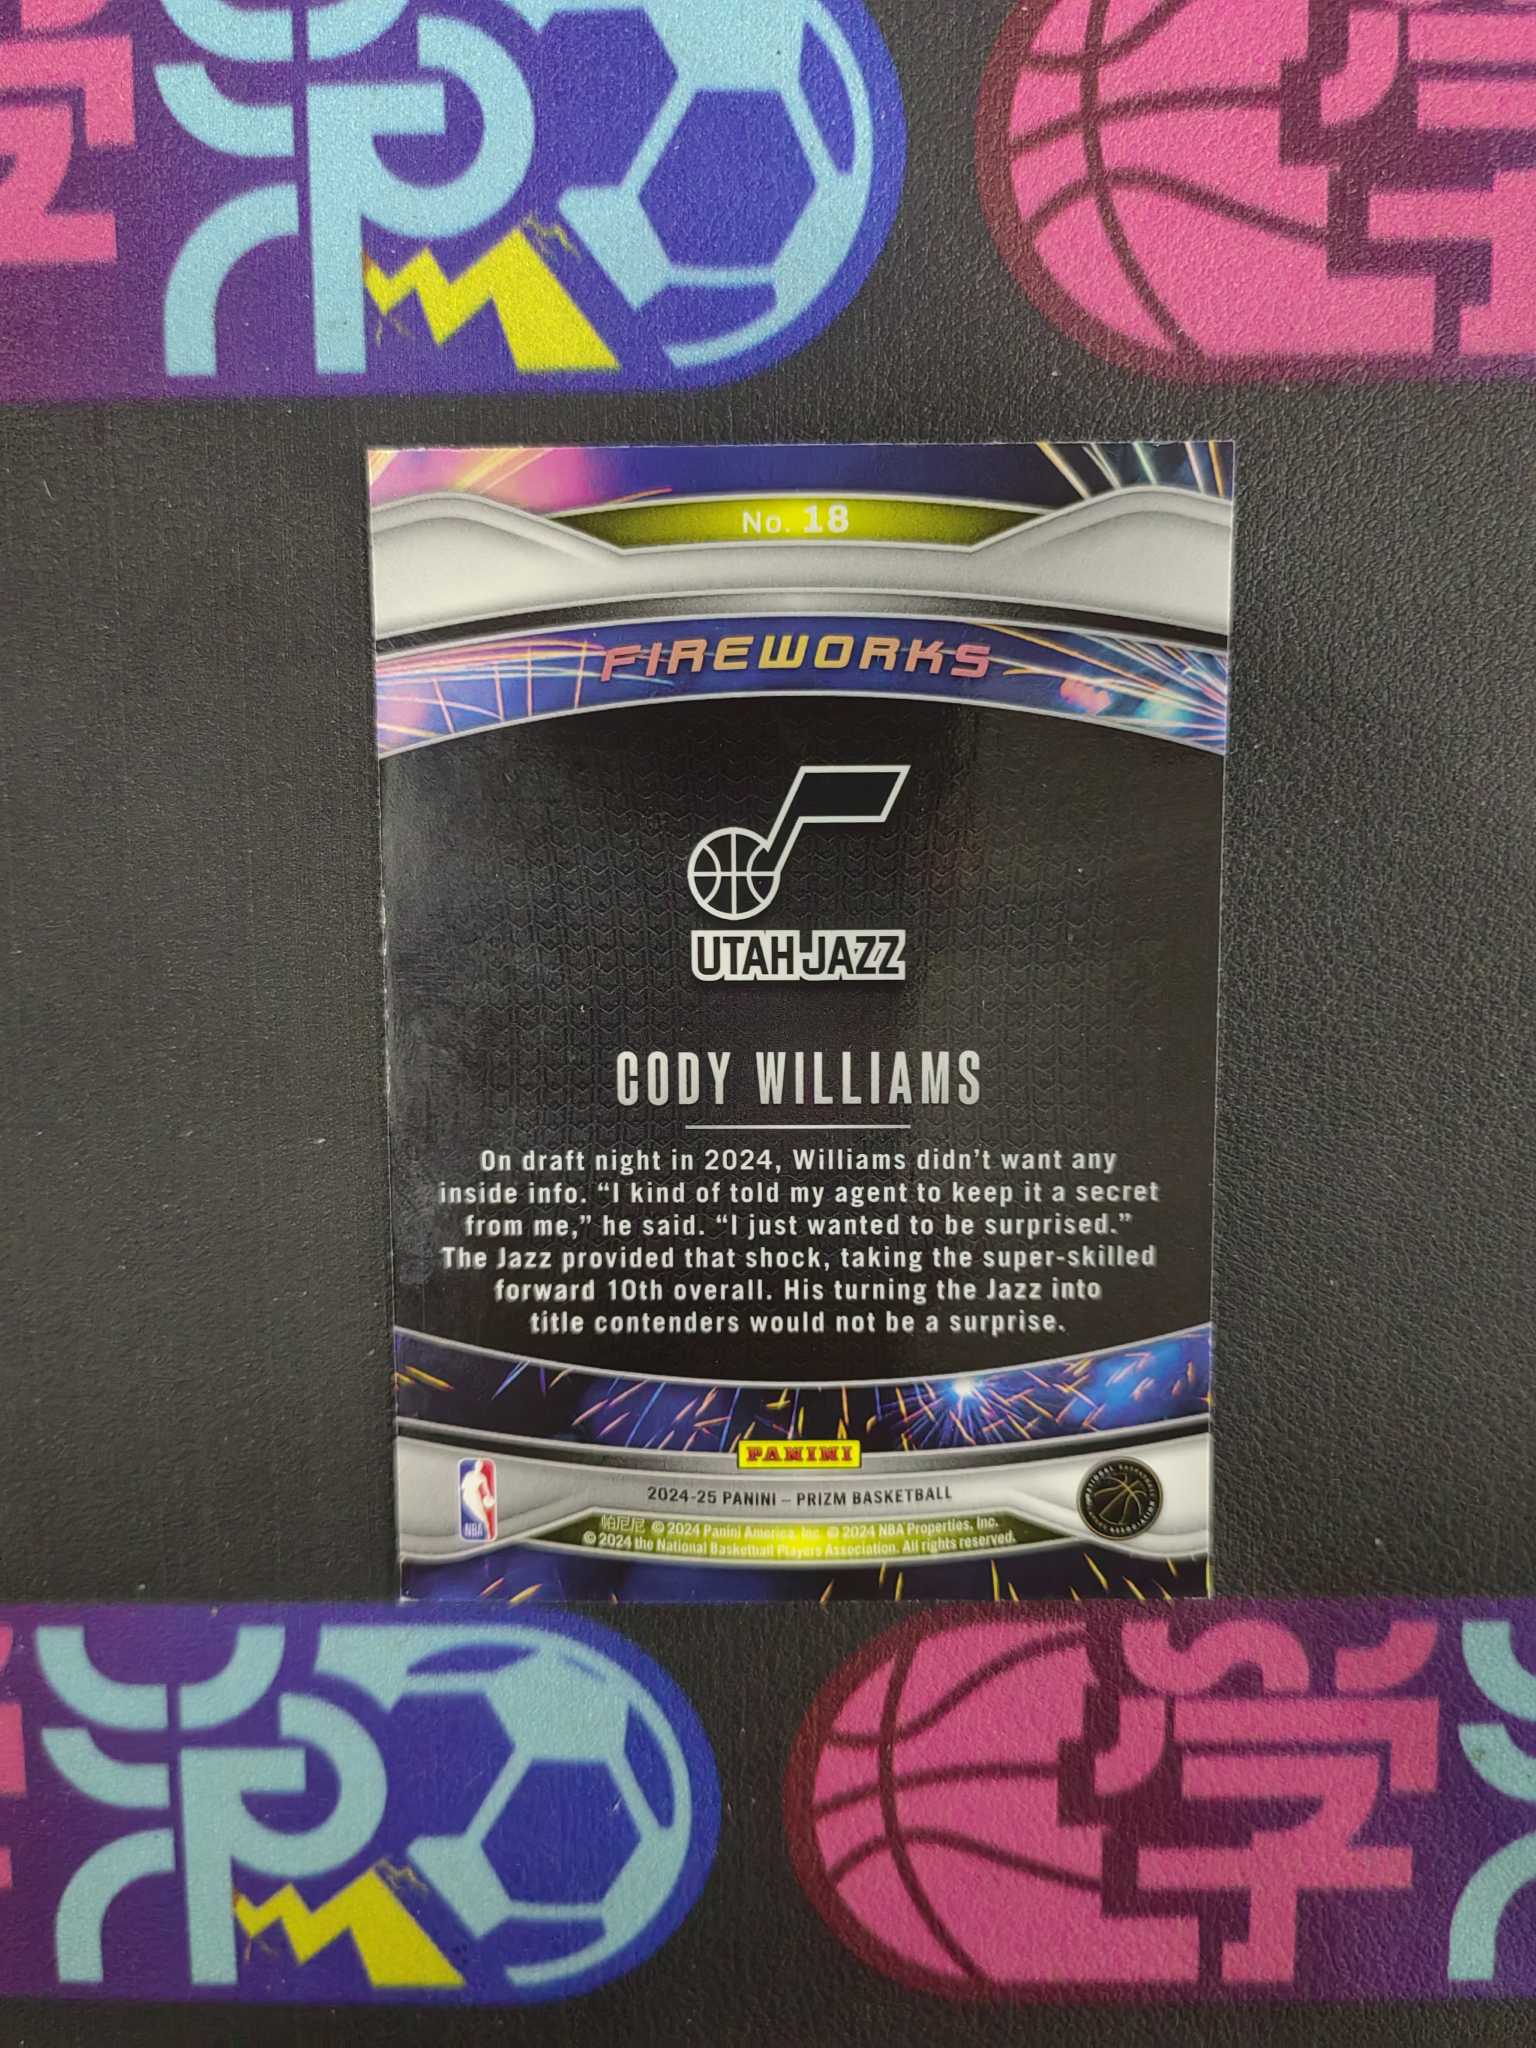 No. 18
FIREWORKS
UTAH JAZZ
CODY WILLIAMS
On draft night in 2024, Williams didn't want any
inside info. “I kind of told my agent to keep it a secret
from me,” he said. “I just wanted to be surprised.”
The Jazz provided that shock, taking the super-skilled
forward 10th overall. His turning the Jazz into
title contenders would not be a surprise.
PANINI
2024-25 PANINI – PRIZM BASKETBALL
NBA
帕尼尼 © 2024 Panini America, Inc. © 2024 NBA Properties, Inc.
© 2024 the National Basketball Players Association. All rights reserved.